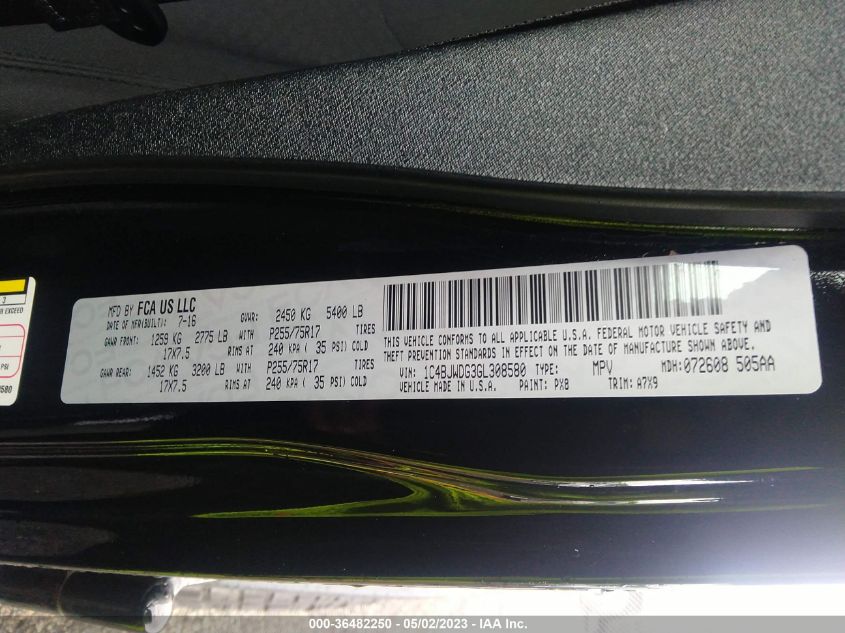 3
R EXCEED
8580
MFD BY FCA US LLC
DATE OF MFR(BUILT): 7-16 GVWR: 2450 KG 5400 LB
GAWR FRONT: 1259 KG 2775 LB WITH P255/75R17 TIRES
17X7.5 RIMS AT 240 KPA ( 35 PSI) COLD
GAWR REAR: 1452 KG 3200 LB WITH P255/75R17 TIRES
17X7.5 RIMS AT 240 KPA ( 35 PSI) COLD
THIS VEHICLE CONFORMS TO ALL APPLICABLE U.S.A. FEDERAL MOTOR VEHICLE SAFETY AND
THEFT PREVENTION STANDARDS IN EFFECT ON THE DATE OF MANUFACTURE SHOWN ABOVE.
VIN: 1C4BJWDG3GL308580 TYPE: MPV MDH:072608 505AA
VEHICLE MADE IN U.S.A. PAINT: PX8 TRIM: A7X9
000-36482250 - 05/02/2023 - IAA Inc.